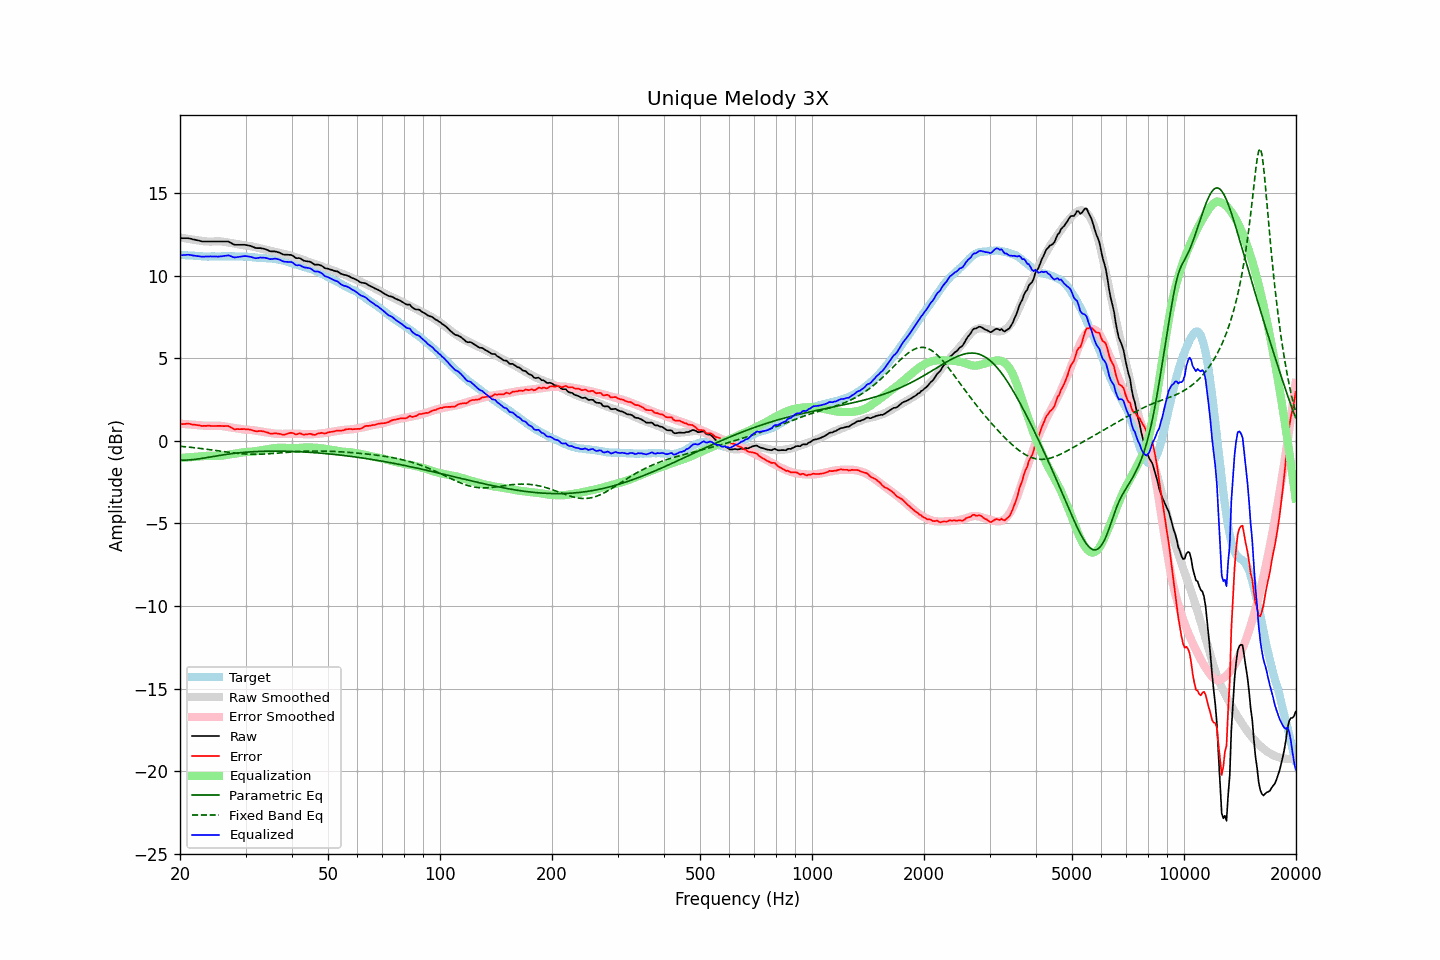 Unique Melody 3X
Amplitude (dBr)
15
10
5
0
−5
−10
−15
−20
−25
Target
Raw Smoothed
Error Smoothed
Raw
Error
Equalization
Parametric Eq
Fixed Band Eq
Equalized
20 50 100 200 500 1000 2000 5000 10000 20000
Frequency (Hz)